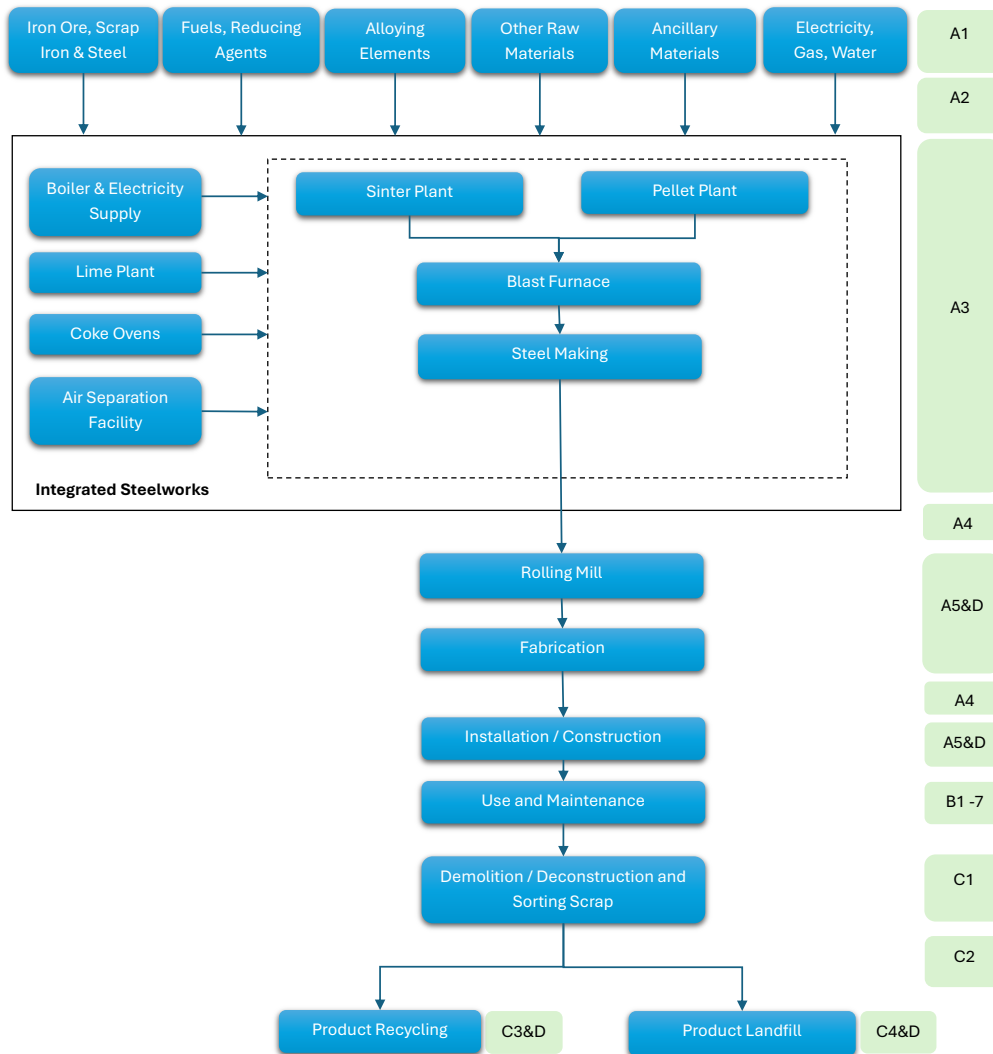 Iron Ore, Scrap
Iron & Steel
Fuels, Reducing
Agents
Alloying
Elements
Other Raw
Materials
Ancillary
Materials
Electricity,
Gas, Water
A1
A2
Boiler & Electricity
Supply
Sinter Plant
Pellet Plant
Lime Plant
Blast Furnace
A3
Coke Ovens
Steel Making
Air Separation
Facility
Integrated Steelworks
A4
Rolling Mill
A5&D
Fabrication
A4
Installation / Construction
A5&D
Use and Maintenance
B1 -7
Demolition / Deconstruction and
Sorting Scrap
C1
C2
Product Recycling
C3&D
Product Landfill
C4&D